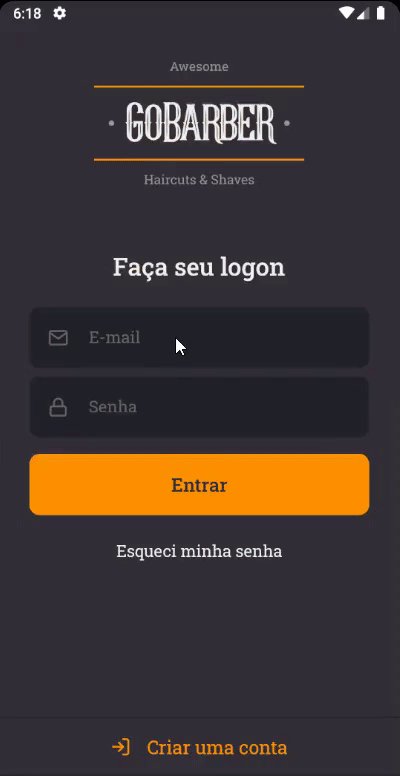 6:18
Awesome
GOBARBER
Haircuts & Shaves
Faça seu logon
E-mail
Senha
Entrar
Esqueci minha senha
Criar uma conta